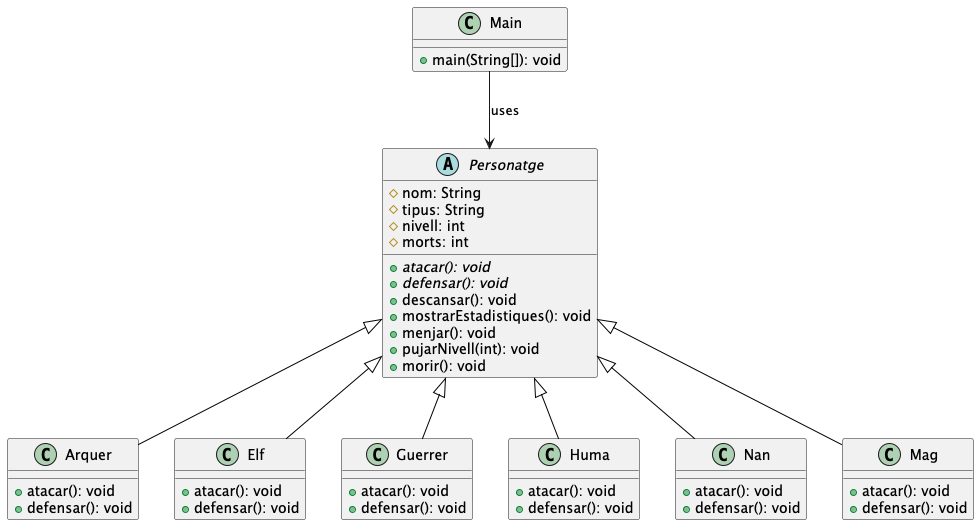 C Main
main(String[]): void
uses
A Personatge
nom: String
tipus: String
nivell: int
morts: int
atacar(): void
defensar(): void
descansar(): void
mostrarEstadistiques(): void
menjar(): void
pujarNivell(int): void
morir(): void
C Arquer
atacar(): void
defensar(): void
C Elf
atacar(): void
defensar(): void
C Guerrer
atacar(): void
defensar(): void
C Huma
atacar(): void
defensar(): void
C Nan
atacar(): void
defensar(): void
C Mag
atacar(): void
defensar(): void